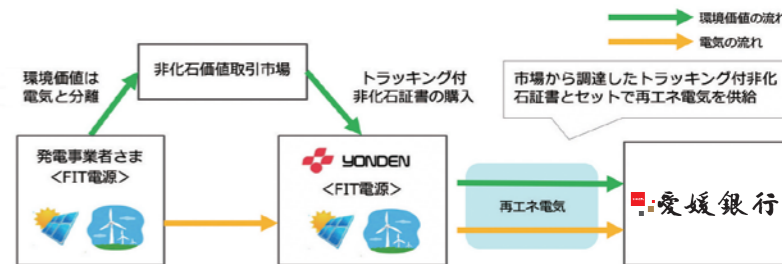 環境価値の流れ
電気の流れ
環境価値は
電気と分離
非化石価値取引市場
トラッキング付
非化石証書の購入
市場から調達したトラッキング付非化
石証書とセットで再エネ電気を供給
発電事業者さま
<FIT電源>
YONDEN
<FIT電源>
再エネ電気
愛媛銀行